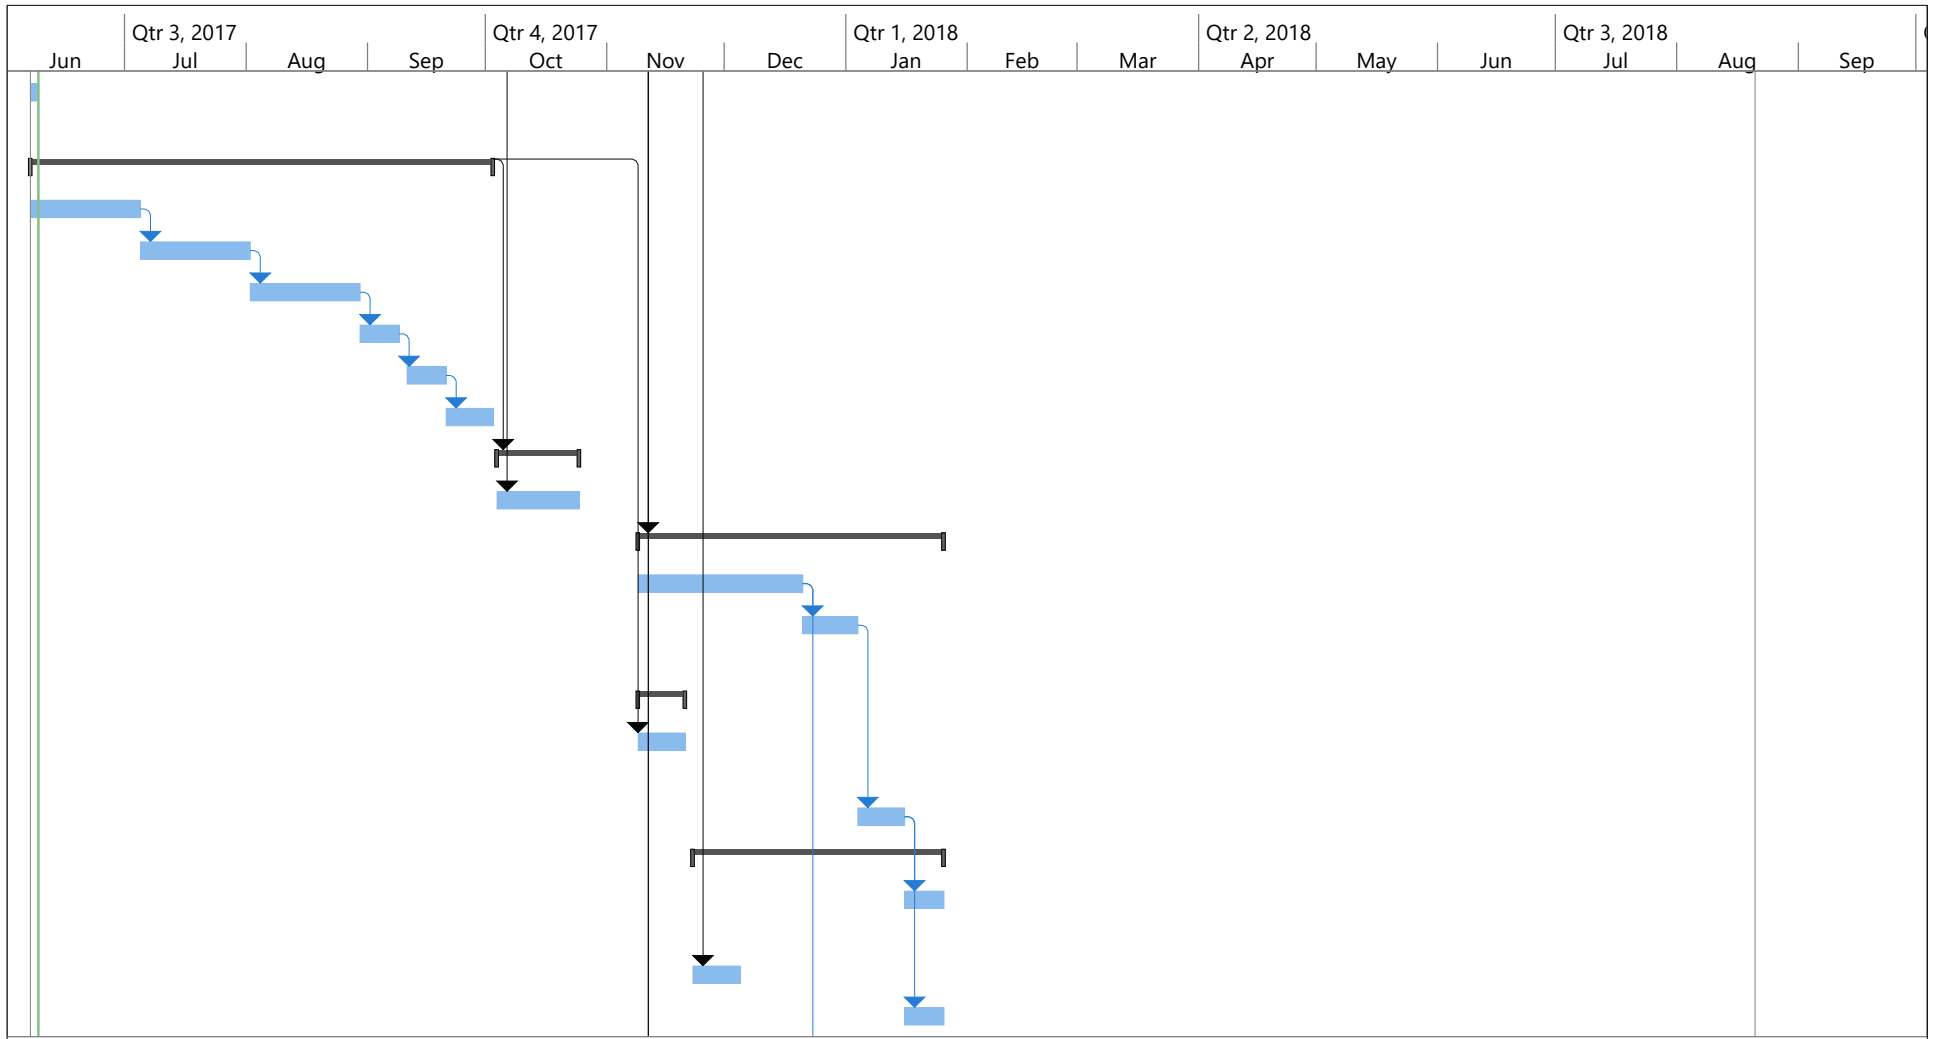 Qtr 3, 2017 Qtr 4, 2017 Qtr 1, 2018 Qtr 2, 2018 Qtr 3, 2018
Jun Jul Aug Sep Oct Nov Dec Jan Feb Mar Apr May Jun Jul Aug Sep